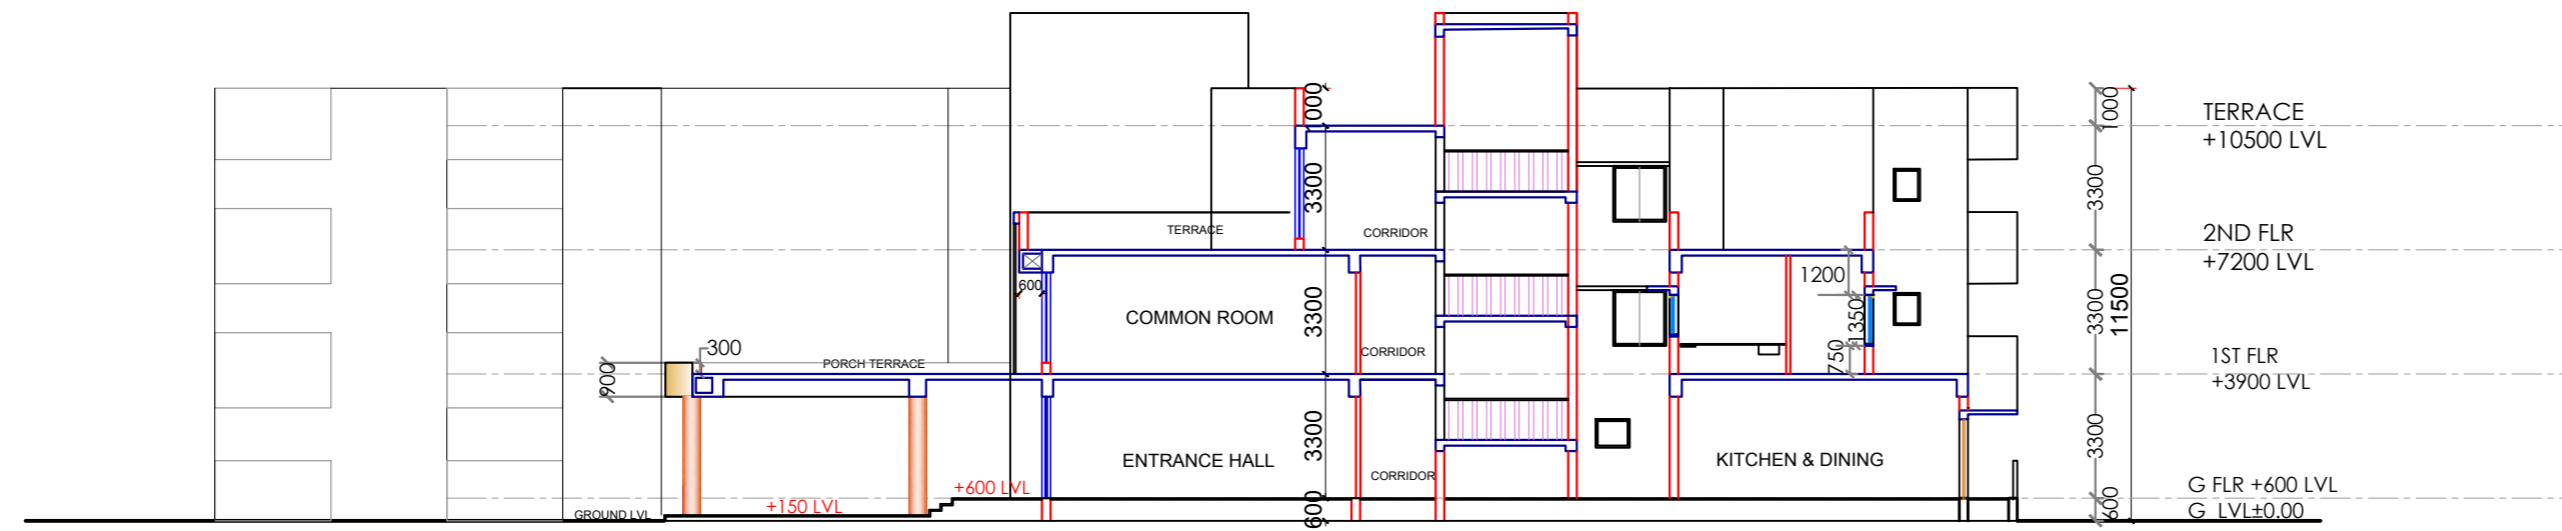 1000
1000
TERRACE
+10500 LVL
3300
3300
TERRACE
CORRIDOR
2ND FLR
+7200 LVL
1200
600
COMMON ROOM
3300
1350
3300
11500
300
PORCH TERRACE
CORRIDOR
750
1ST FLR
+3900 LVL
900
3300
3300
ENTRANCE HALL
KITCHEN & DINING
CORRIDOR
+600 LVL
G FLR +600 LVL
+150 LVL
600
600
GROUND LVL
G LVL±0.00